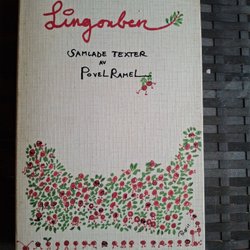 Lingonben
SAMLADE TEXTER
AV
POVEL RAMEL